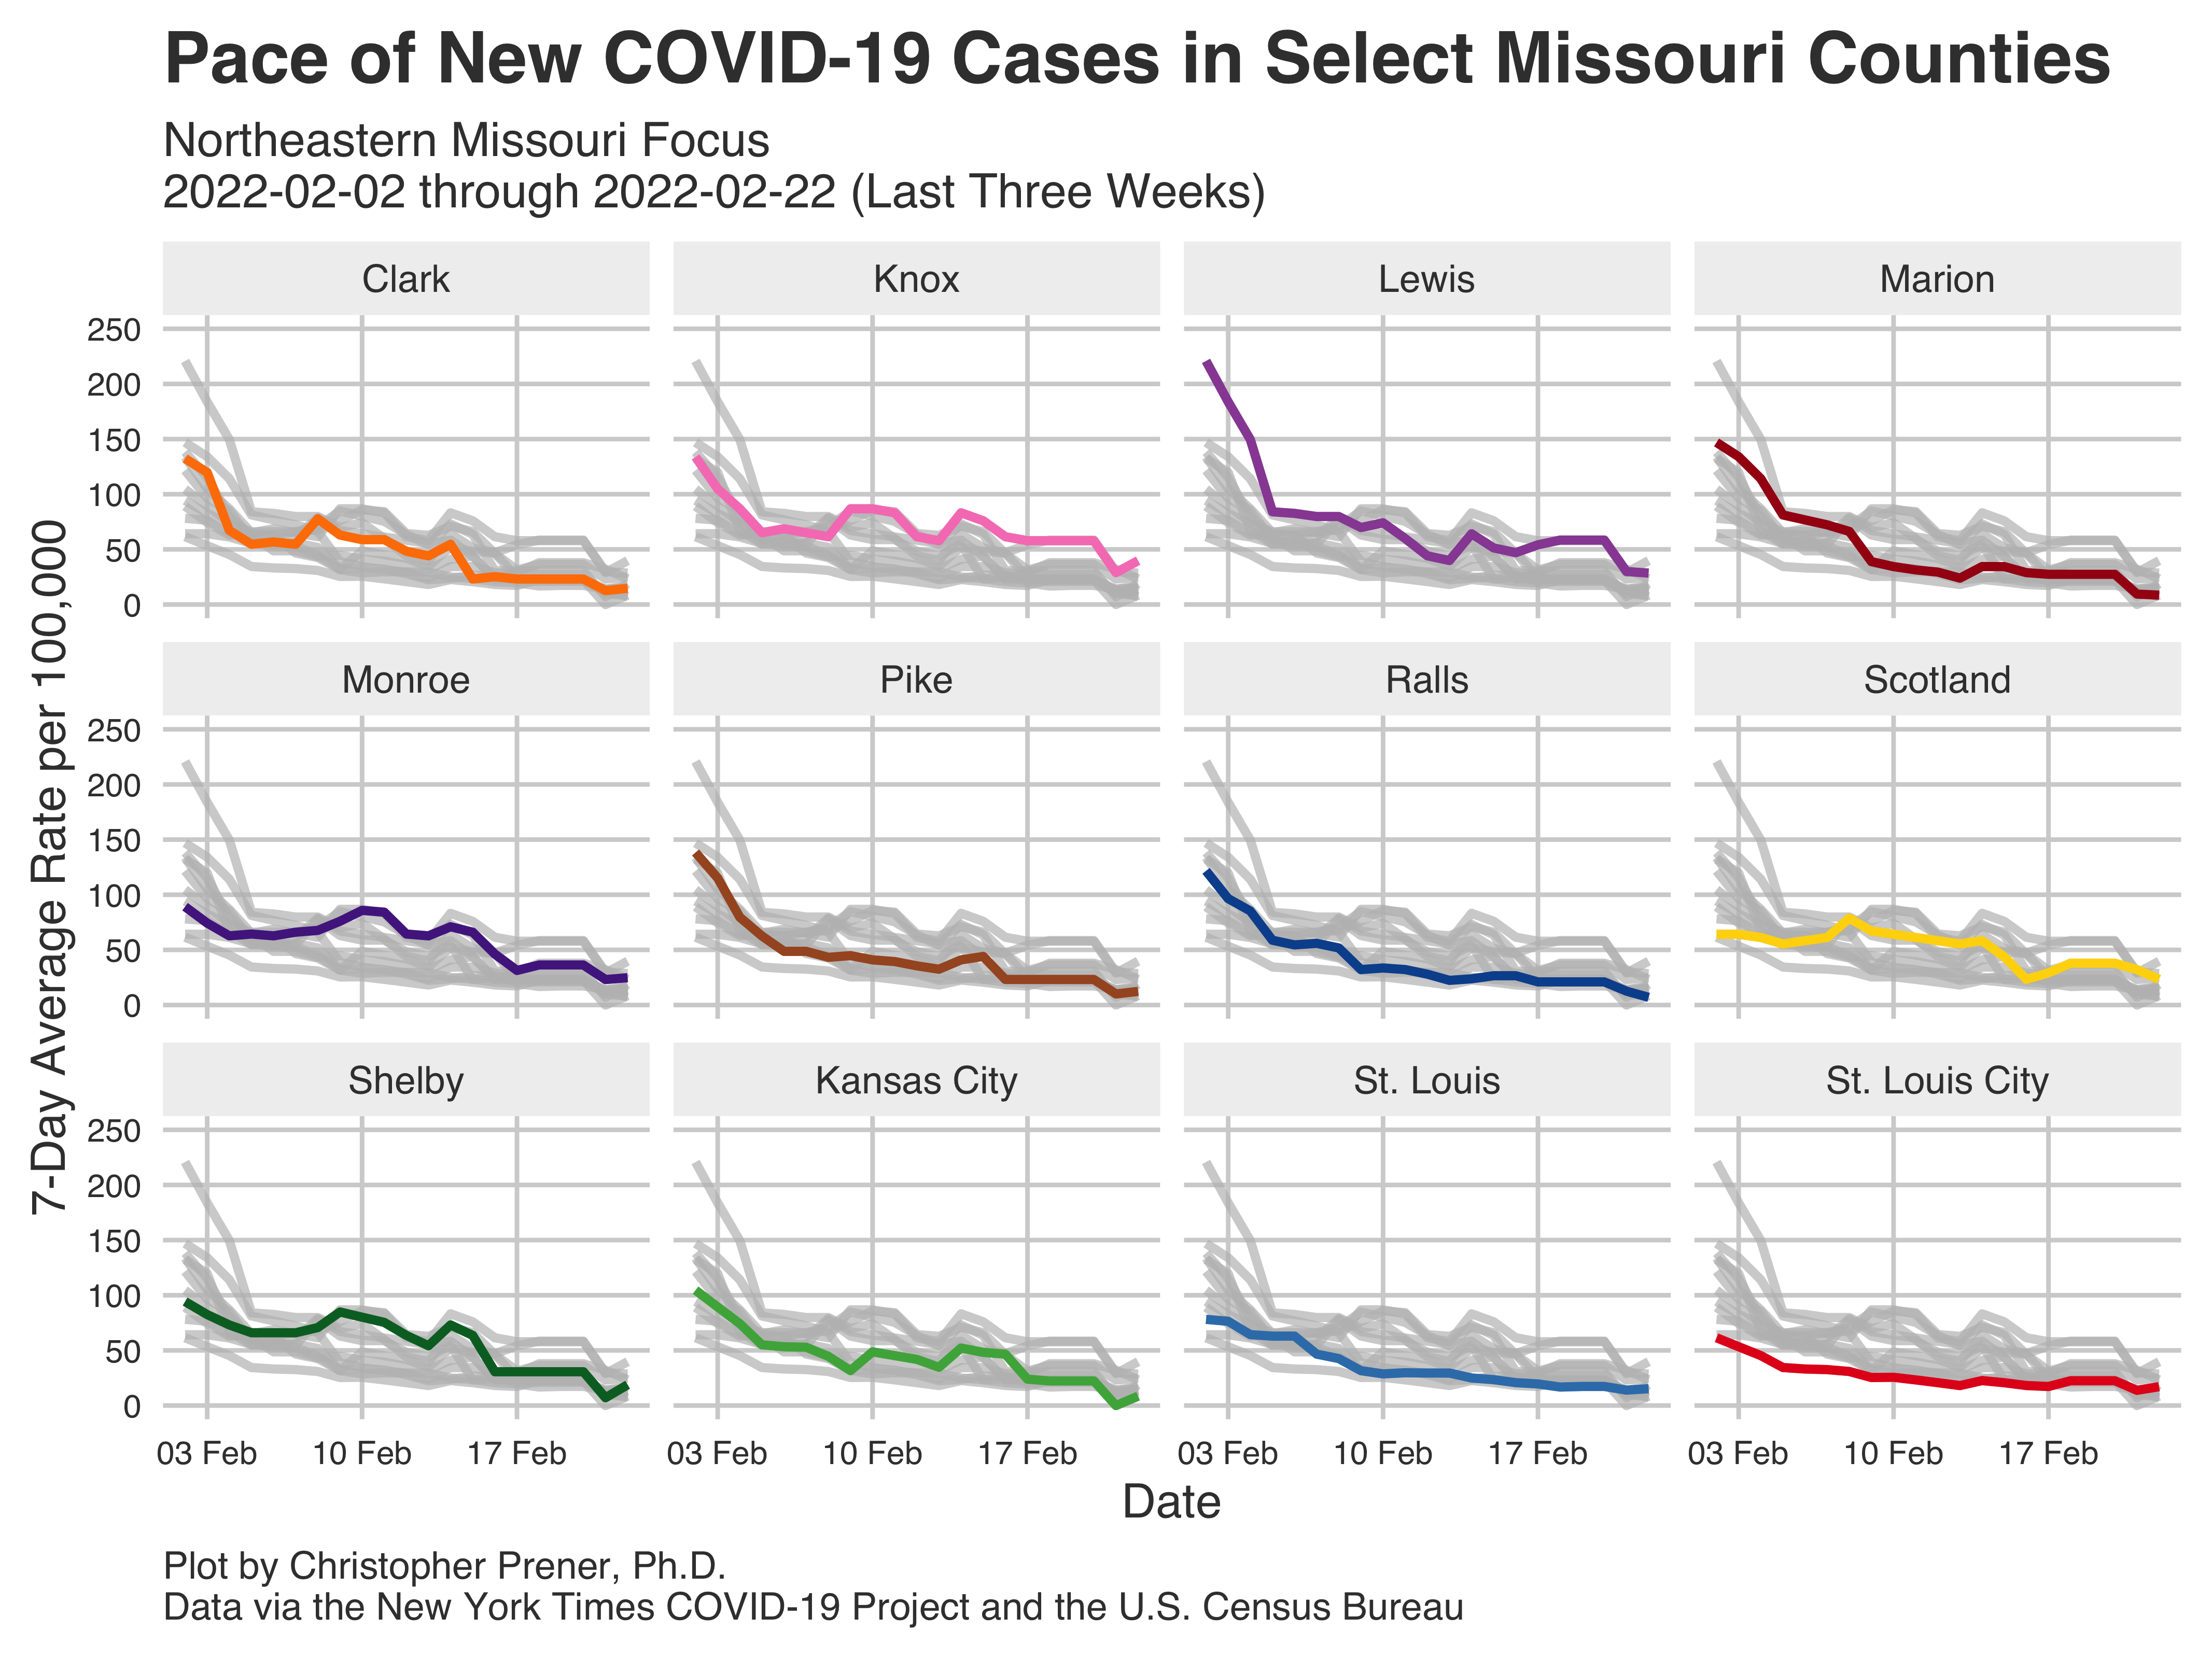 Pace of New COVID-19 Cases in Select Missouri Counties
Northeastern Missouri Focus
2022-02-02 through 2022-02-22 (Last Three Weeks)
7-Day Average Rate per 100,000
Clark
Knox
Lewis
Marion
250
200
150
100
50
0
Monroe
Pike
Ralls
Scotland
250
200
150
100
50
0
Shelby
Kansas City
St. Louis
St. Louis City
250
200
150
100
50
0
03 Feb 10 Feb 17 Feb
03 Feb 10 Feb 17 Feb
03 Feb 10 Feb 17 Feb
03 Feb 10 Feb 17 Feb
Date
Plot by Christopher Prener, Ph.D.
Data via the New York Times COVID-19 Project and the U.S. Census Bureau